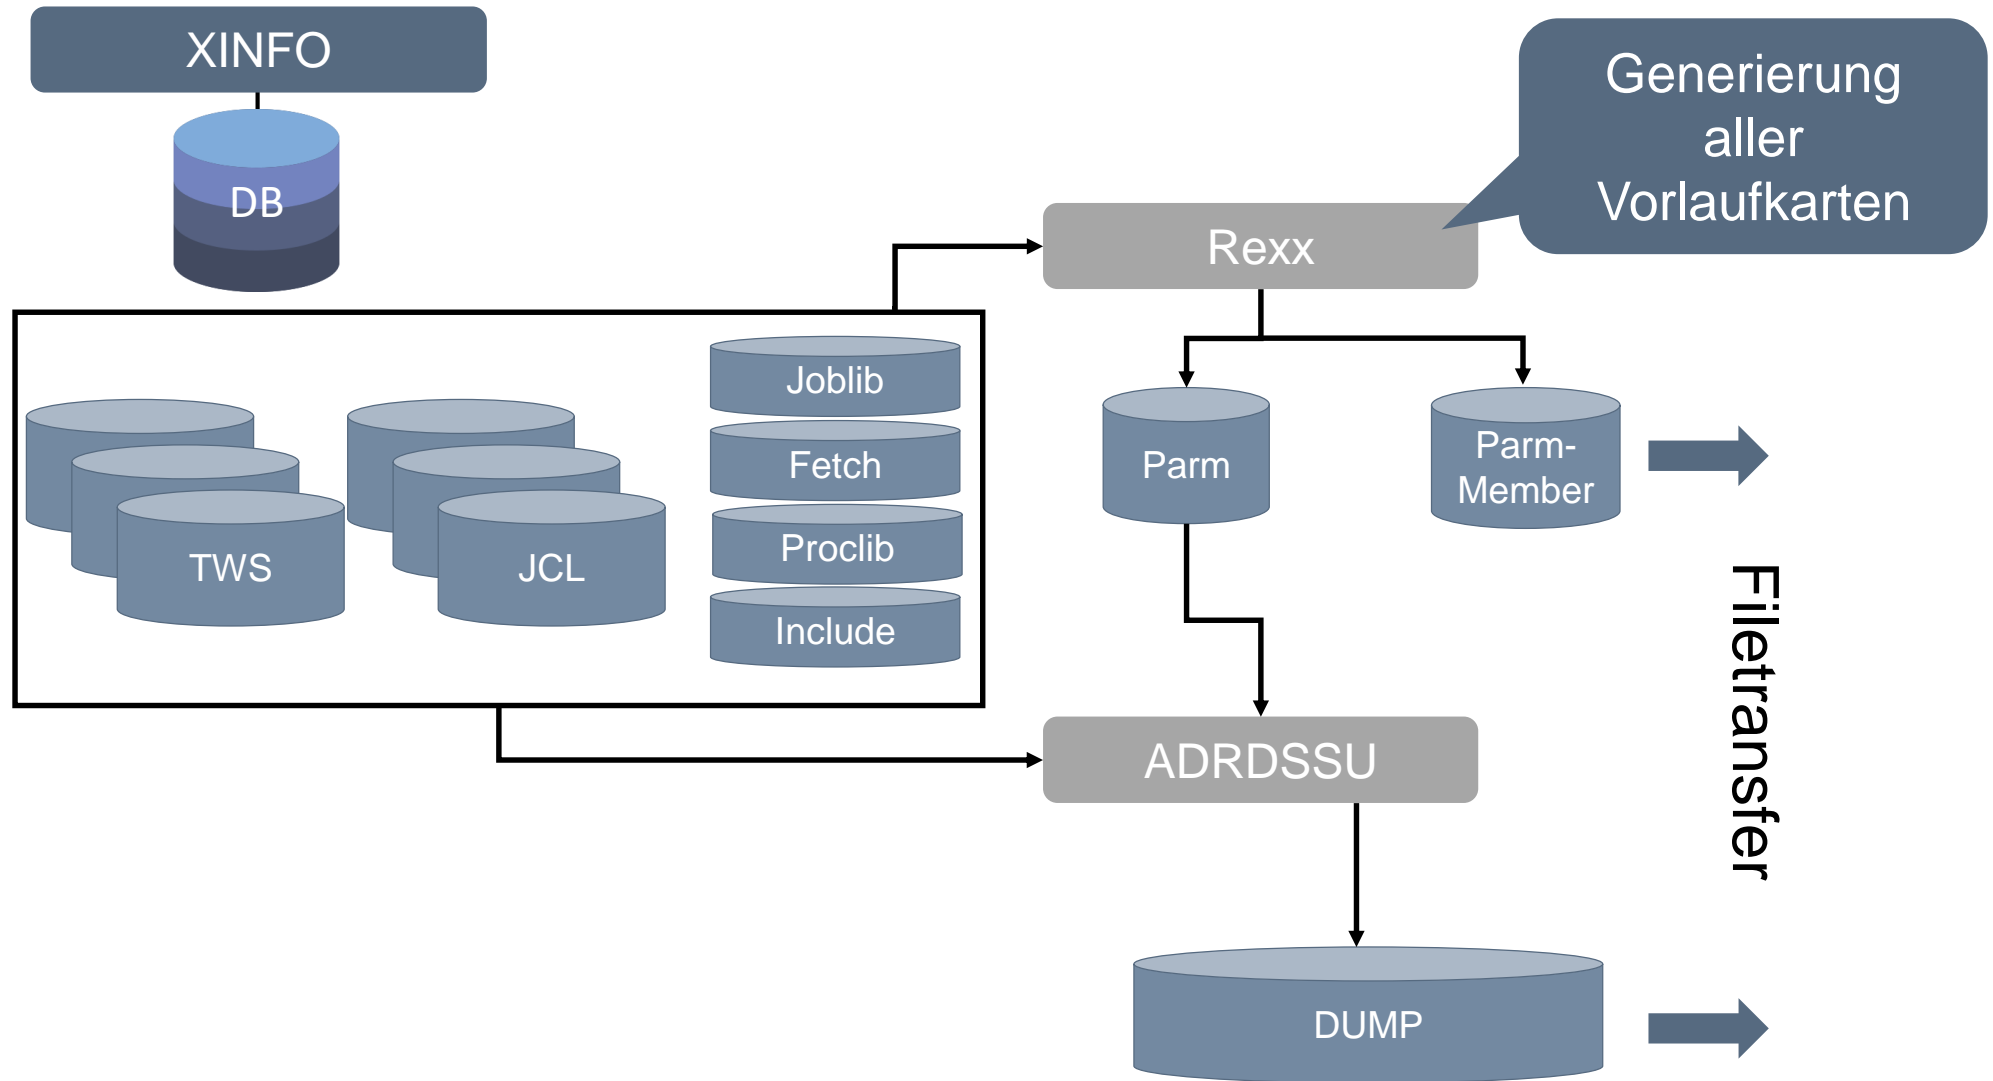 XINFO
DB
Generierung
aller
Vorlaufkarten
Rexx
Joblib
Fetch
Proclib
Include
TWS
JCL
Parm
Parm-
Member
Filetransfer
ADRDSSU
DUMP